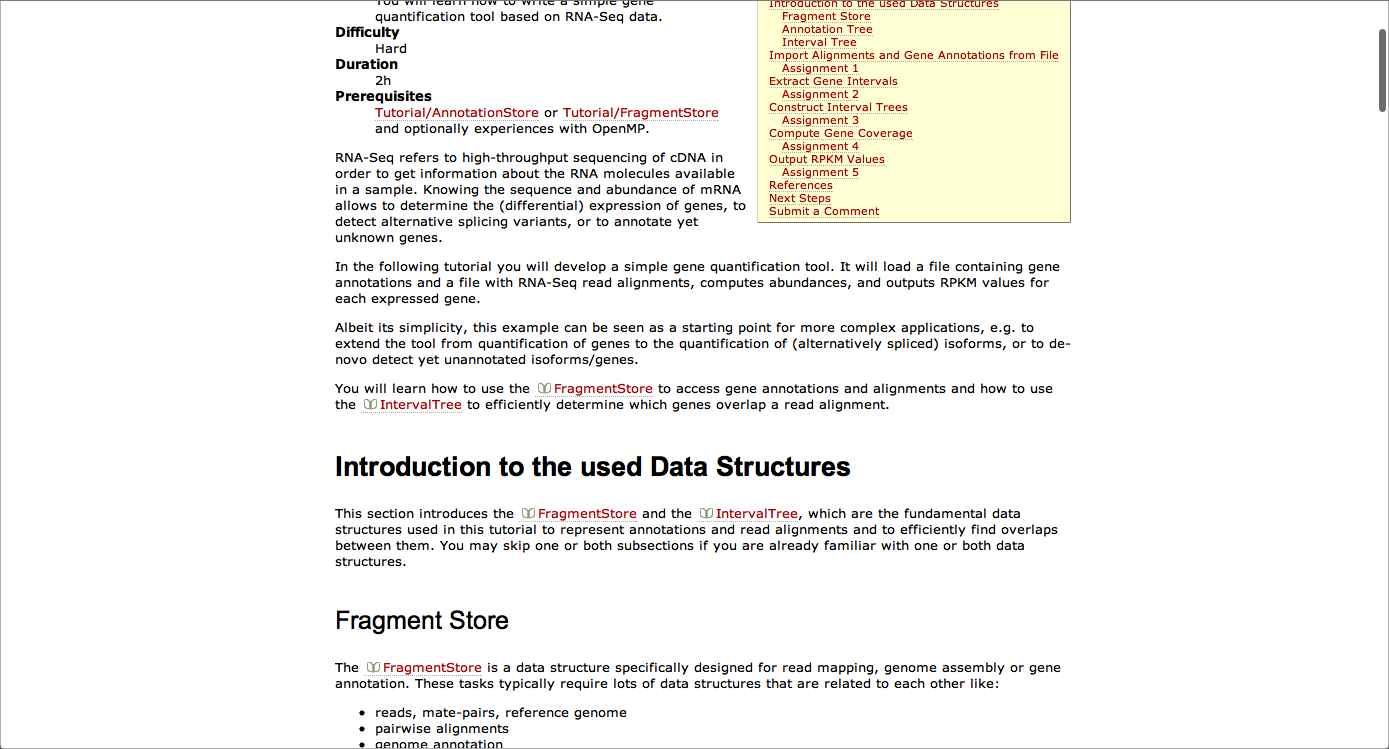 You will learn how to write a simple gene
quantification tool based on RNA-Seq data.
Difficulty
Hard
Duration
2h
Prerequisites
Tutorial/AnnotationStore or Tutorial/FragmentStore
and optionally experiences with OpenMP.
RNA-Seq refers to high-throughput sequencing of cDNA in
order to get information about the RNA molecules available
in a sample. Knowing the sequence and abundance of mRNA
allows to determine the (differential) expression of genes, to
detect alternative splicing variants, or to annotate yet
unknown genes.
Introduction to the used Data Structures
Fragment Store
Annotation Tree
Interval Tree
Import Alignments and Gene Annotations from File
Assignment 1
Extract Gene Intervals
Assignment 2
Construct Interval Trees
Assignment 3
Compute Gene Coverage
Assignment 4
Output RPKM Values
Assignment 5
References
Next Steps
Submit a Comment
In the following tutorial you will develop a simple gene quantification tool. It will load a file containing gene
annotations and a file with RNA-Seq read alignments, computes abundances, and outputs RPKM values for
each expressed gene.
Albeit its simplicity, this example can be seen as a starting point for more complex applications, e.g. to
extend the tool from quantification of genes to the quantification of (alternatively spliced) isoforms, or to de-
novo detect yet unannotated isoforms/genes.
You will learn how to use the FragmentStore to access gene annotations and alignments and how to use
the IntervalTree to efficiently determine which genes overlap a read alignment.
Introduction to the used Data Structures
This section introduces the FragmentStore and the IntervalTree, which are the fundamental data
structures used in this tutorial to represent annotations and read alignments and to efficiently find overlaps
between them. You may skip one or both subsections if you are already familiar with one or both data
structures.
Fragment Store
The FragmentStore is a data structure specifically designed for read mapping, genome assembly or gene
annotation. These tasks typically require lots of data structures that are related to each other like:
• reads, mate-pairs, reference genome
• pairwise alignments
• genome annotation